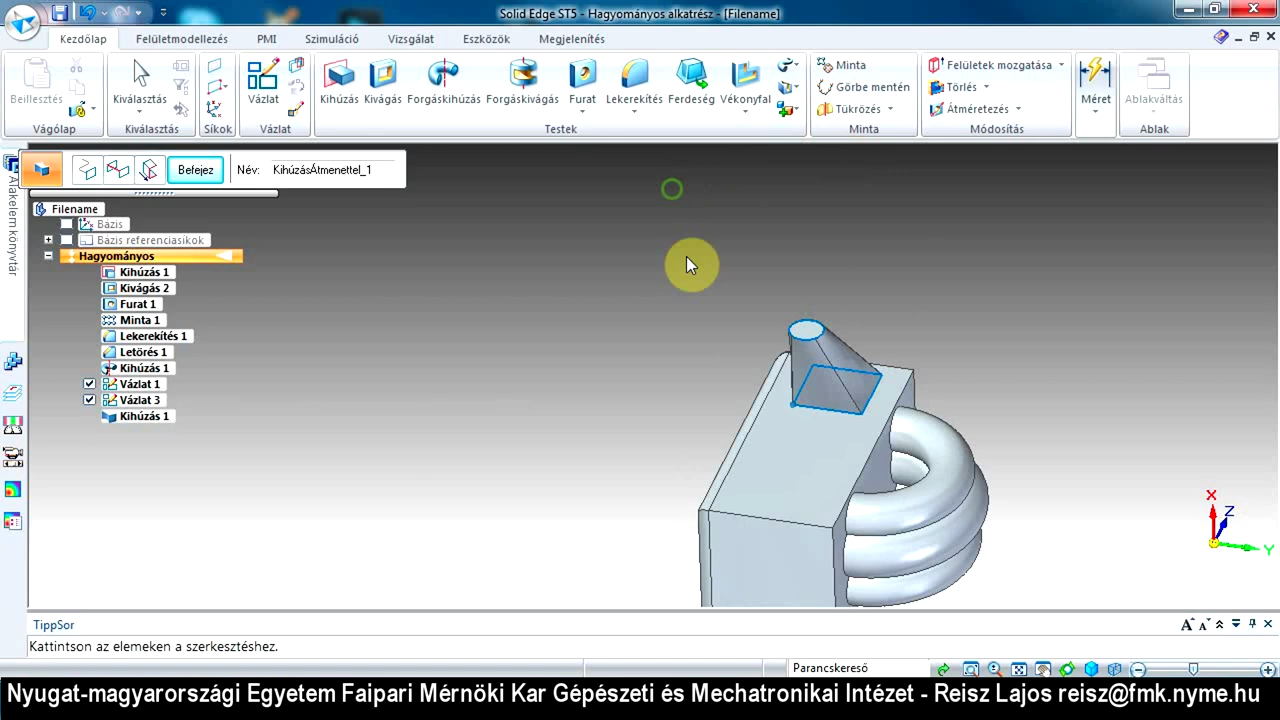 Solid Edge ST5 - Hagyományos alkatrész - [Filename]
Kezdőlap
Felületmodellezés
PMI
Szimuláció
Vizsgálat
Eszközök
Megjelenítés
Beillesztés
Kiválasztás
Vázlat
Kihúzás
Kivágás
Forgáskihúzás
Forgáskivágás
Furat
Lekerekítés
Ferdeség
Vékonyfal
Minta
Görbe mentén
Tükrözés
Felületek mozgatása
Törlés
Átméretezés
Méret
Ablakváltás
Vágólap
Kiválasztás
Síkok
Vázlat
Testek
Minta
Módosítás
Ablak
Befejez
Név:
KihúzásÁtmenettel_1
Alakelem könyvtár
Filename
Bázis
Bázis referenciasíkok
Hagyományos
Kihúzás 1
Kivágás 2
Furat 1
Minta 1
Lekerekítés 1
Letörés 1
Kihúzás 1
Vázlat 1
Vázlat 3
Kihúzás 1
X
Z
Y
TippSor
Kattintson az elemeken a szerkesztéshez.
Parancskereső
Nyugat-magyarországi Egyetem Faipari Mérnöki Kar Gépészeti és Mechatronikai Intézet - Reisz Lajos reisz@fmk.nyme.hu